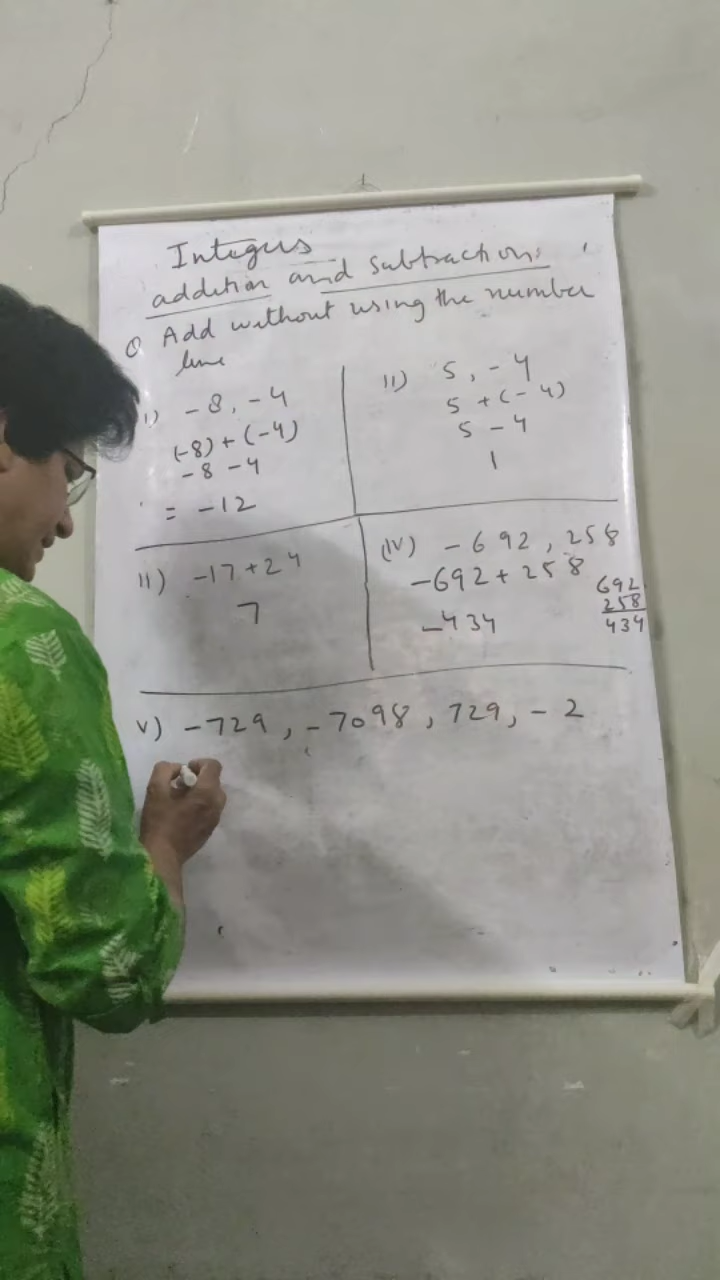 Integers
addition and subtraction
Q Add without using the number
line
i) -8, -4
(-8) + (-4)
-8 -4
= -12
II) 5, -4
5 + (-4)
5 - 4
1
II) -17 + 24
7
(IV) -692, 258
-692 + 258
-434
692
258
434
V) -729, -7098, 729, -2